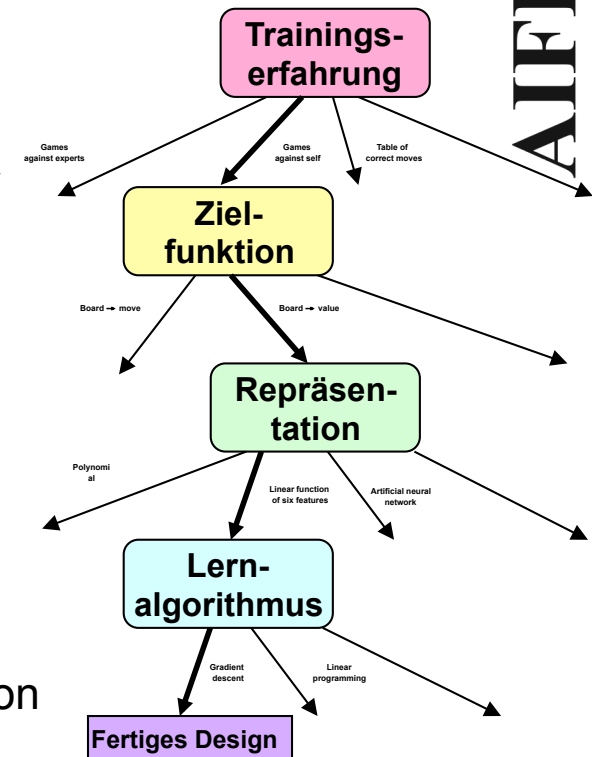 AIFI
Trainings-
erfahrung
Games
against experts
Games
against self
Table of
correct moves
Ziel-
funktion
Board → move
Board → value
Repräsen-
tation
Polynomi
al
Linear function
of six features
Artificial neural
network
Lern-
algorithmus
Gradient
descent
Linear
programming
on
Fertiges Design